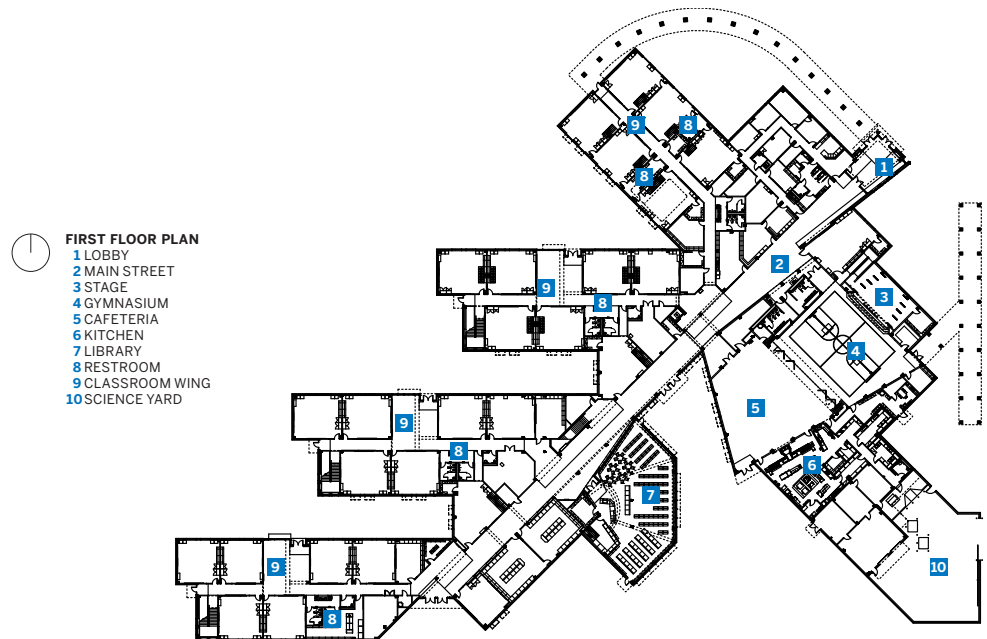 FIRST FLOOR PLAN
1 LOBBY
2 MAIN STREET
3 STAGE
4 GYMNASIUM
5 CAFETERIA
6 KITCHEN
7 LIBRARY
8 RESTROOM
9 CLASSROOM WING
10 SCIENCE YARD
9
8
8
1
2
9
8
3
4
9
5
8
6
7
9
10
8